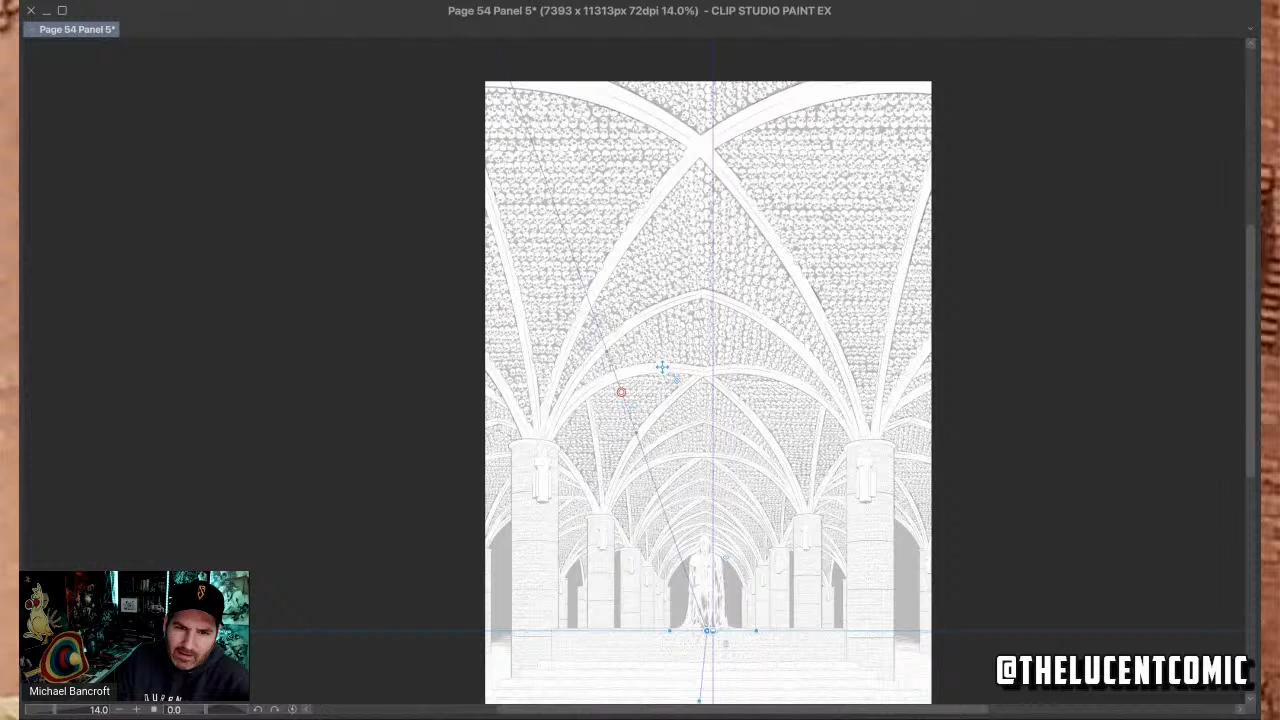 Page 54 Panel 5* (7393 x 11313px 72dpi 14.0%) - CLIP STUDIO PAINT EX
Page 54 Panel 5*
@THELUCENTCOMIC
Michael Bancroft
14.0
0.0